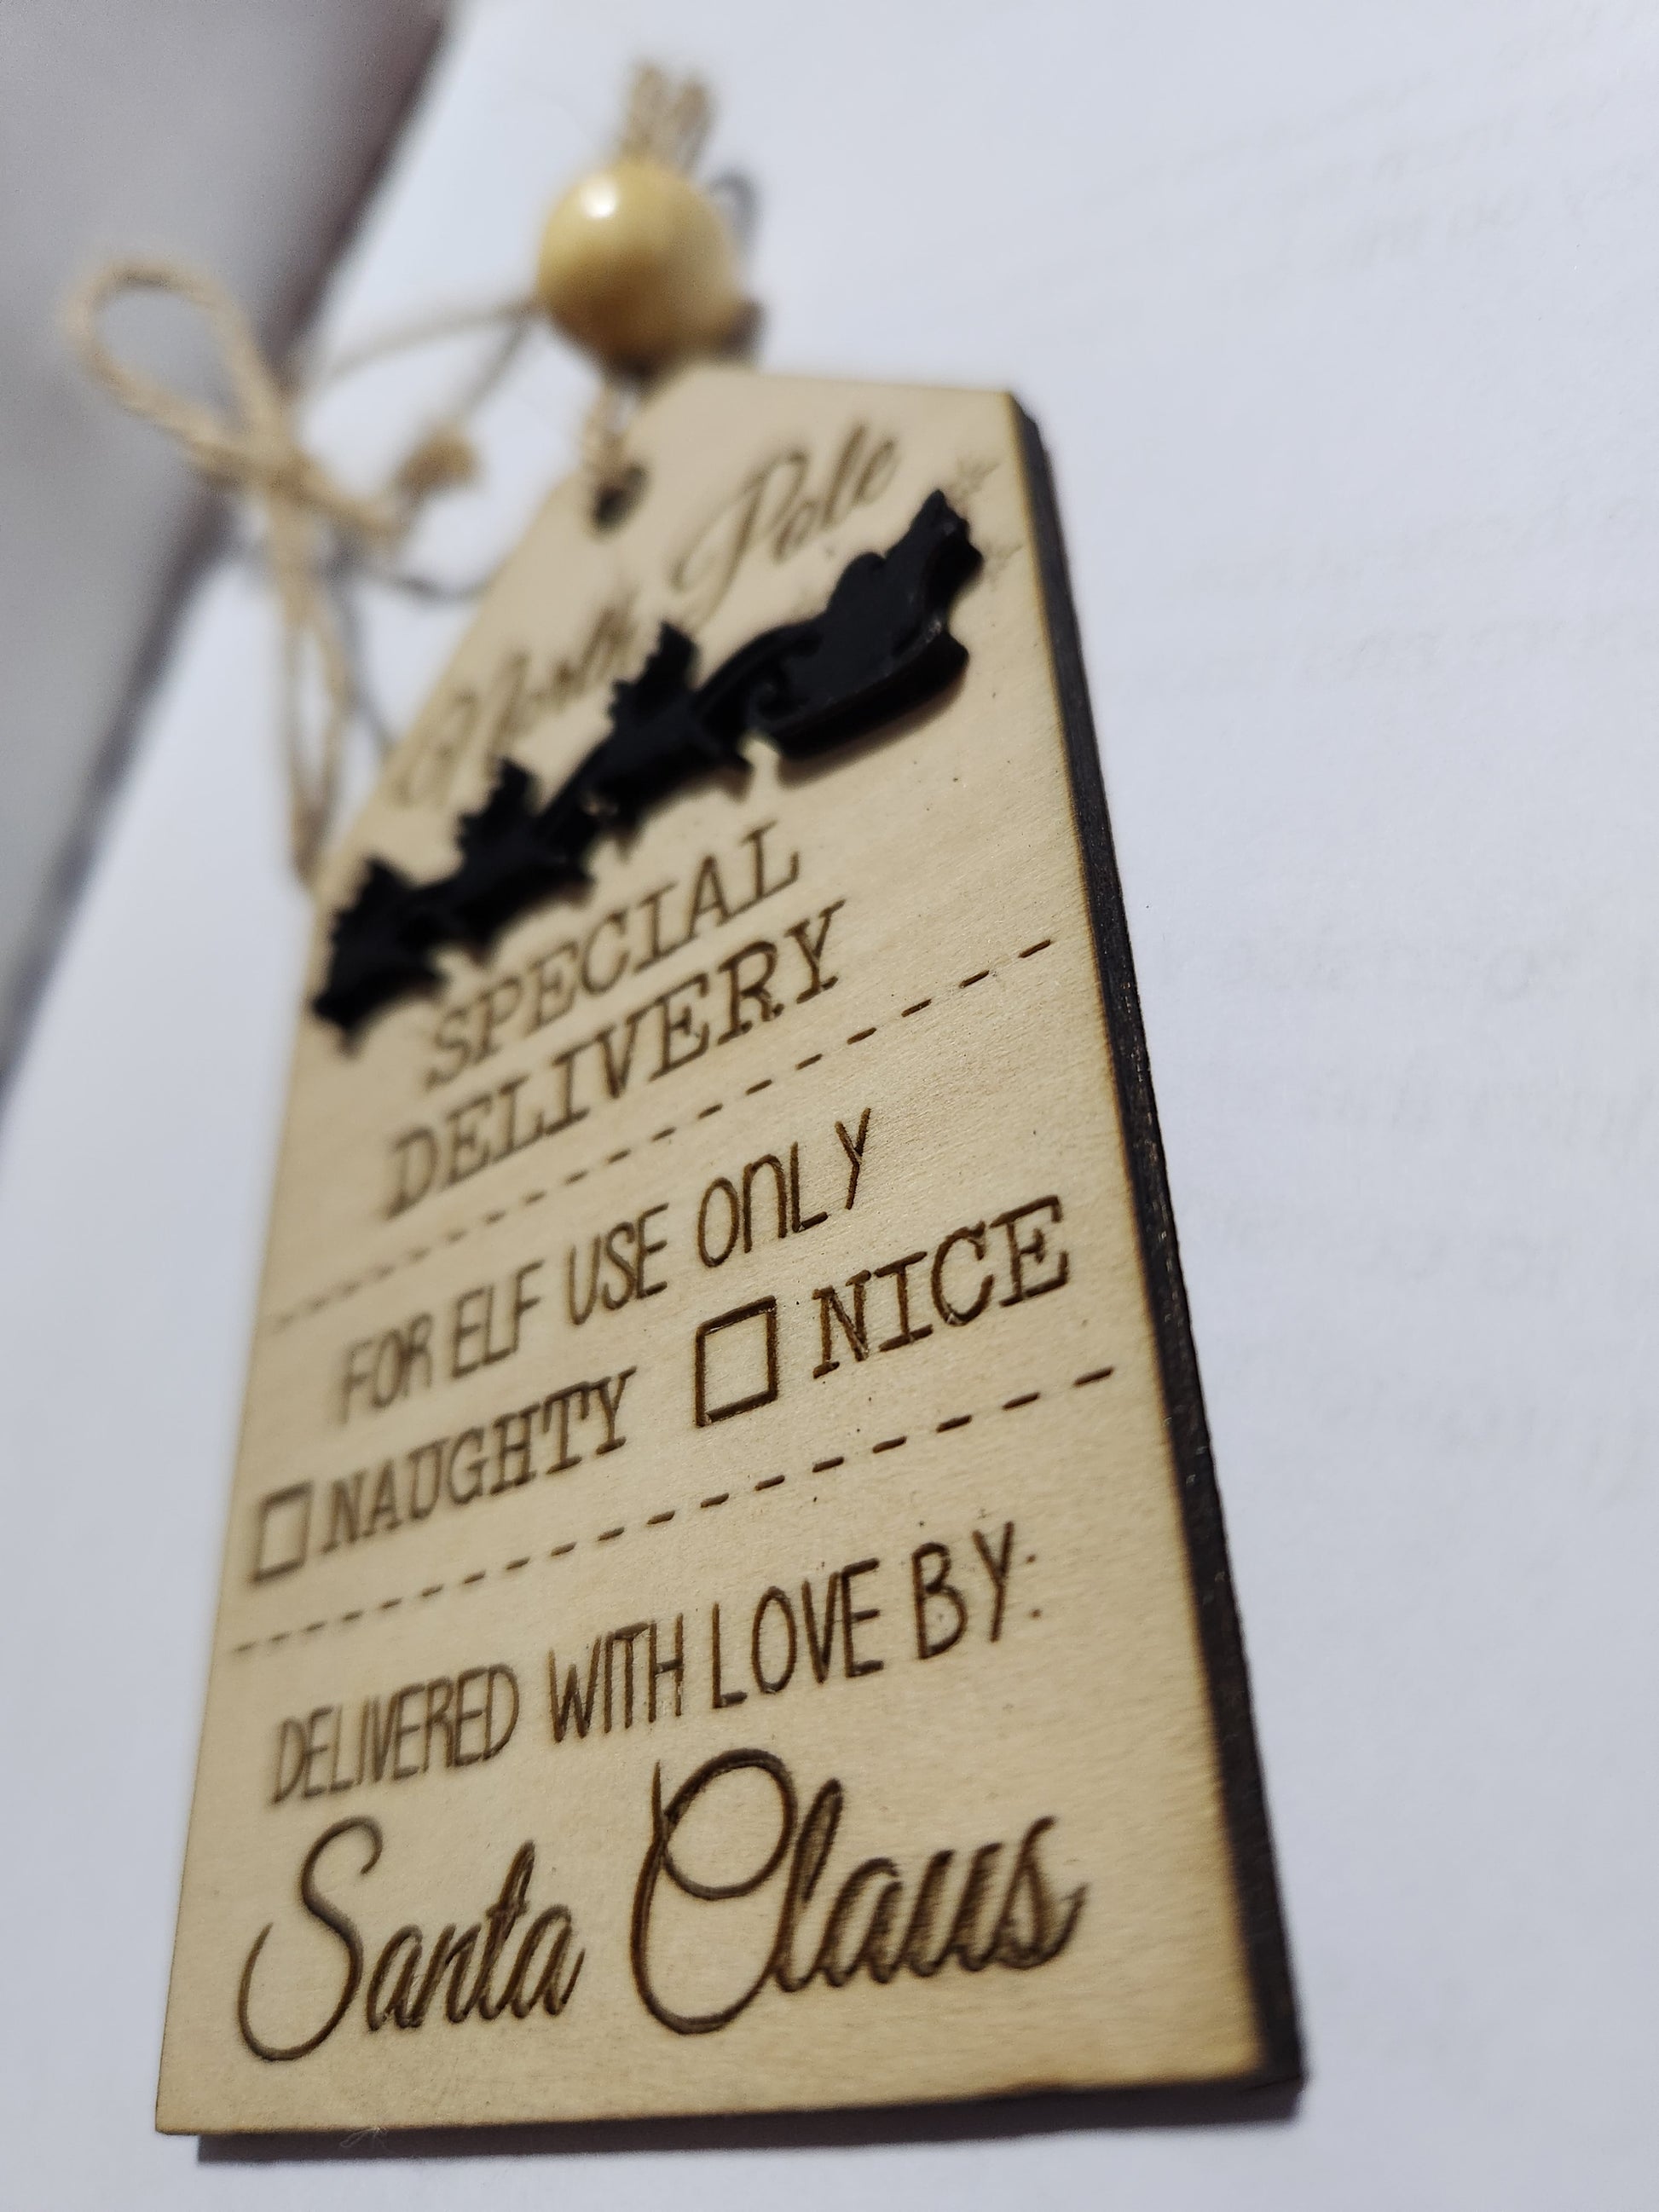 North Pole
SPECIAL
DELIVERY
FOR ELF USE ONLY
NAUGHTY NICE
DELIVERED WITH LOVE BY:
Santa Claus